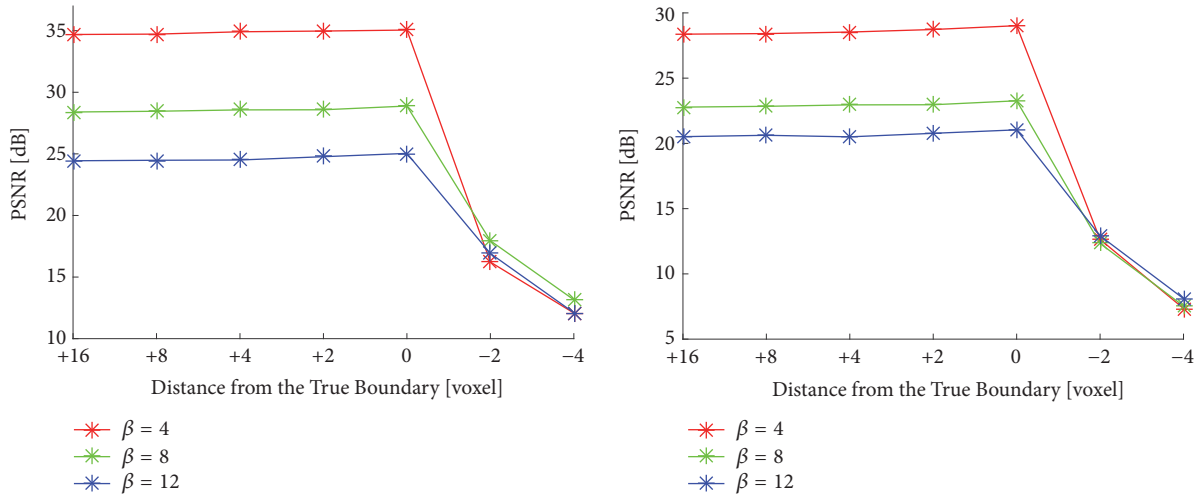 35
30
25
20
15
10
PSNR [dB]
+16 +8 +4 +2 0 −2 −4
Distance from the True Boundary [voxel]
β = 4
β = 8
β = 12
30
25
20
15
10
5
PSNR [dB]
+16 +8 +4 +2 0 −2 −4
Distance from the True Boundary [voxel]
β = 4
β = 8
β = 12